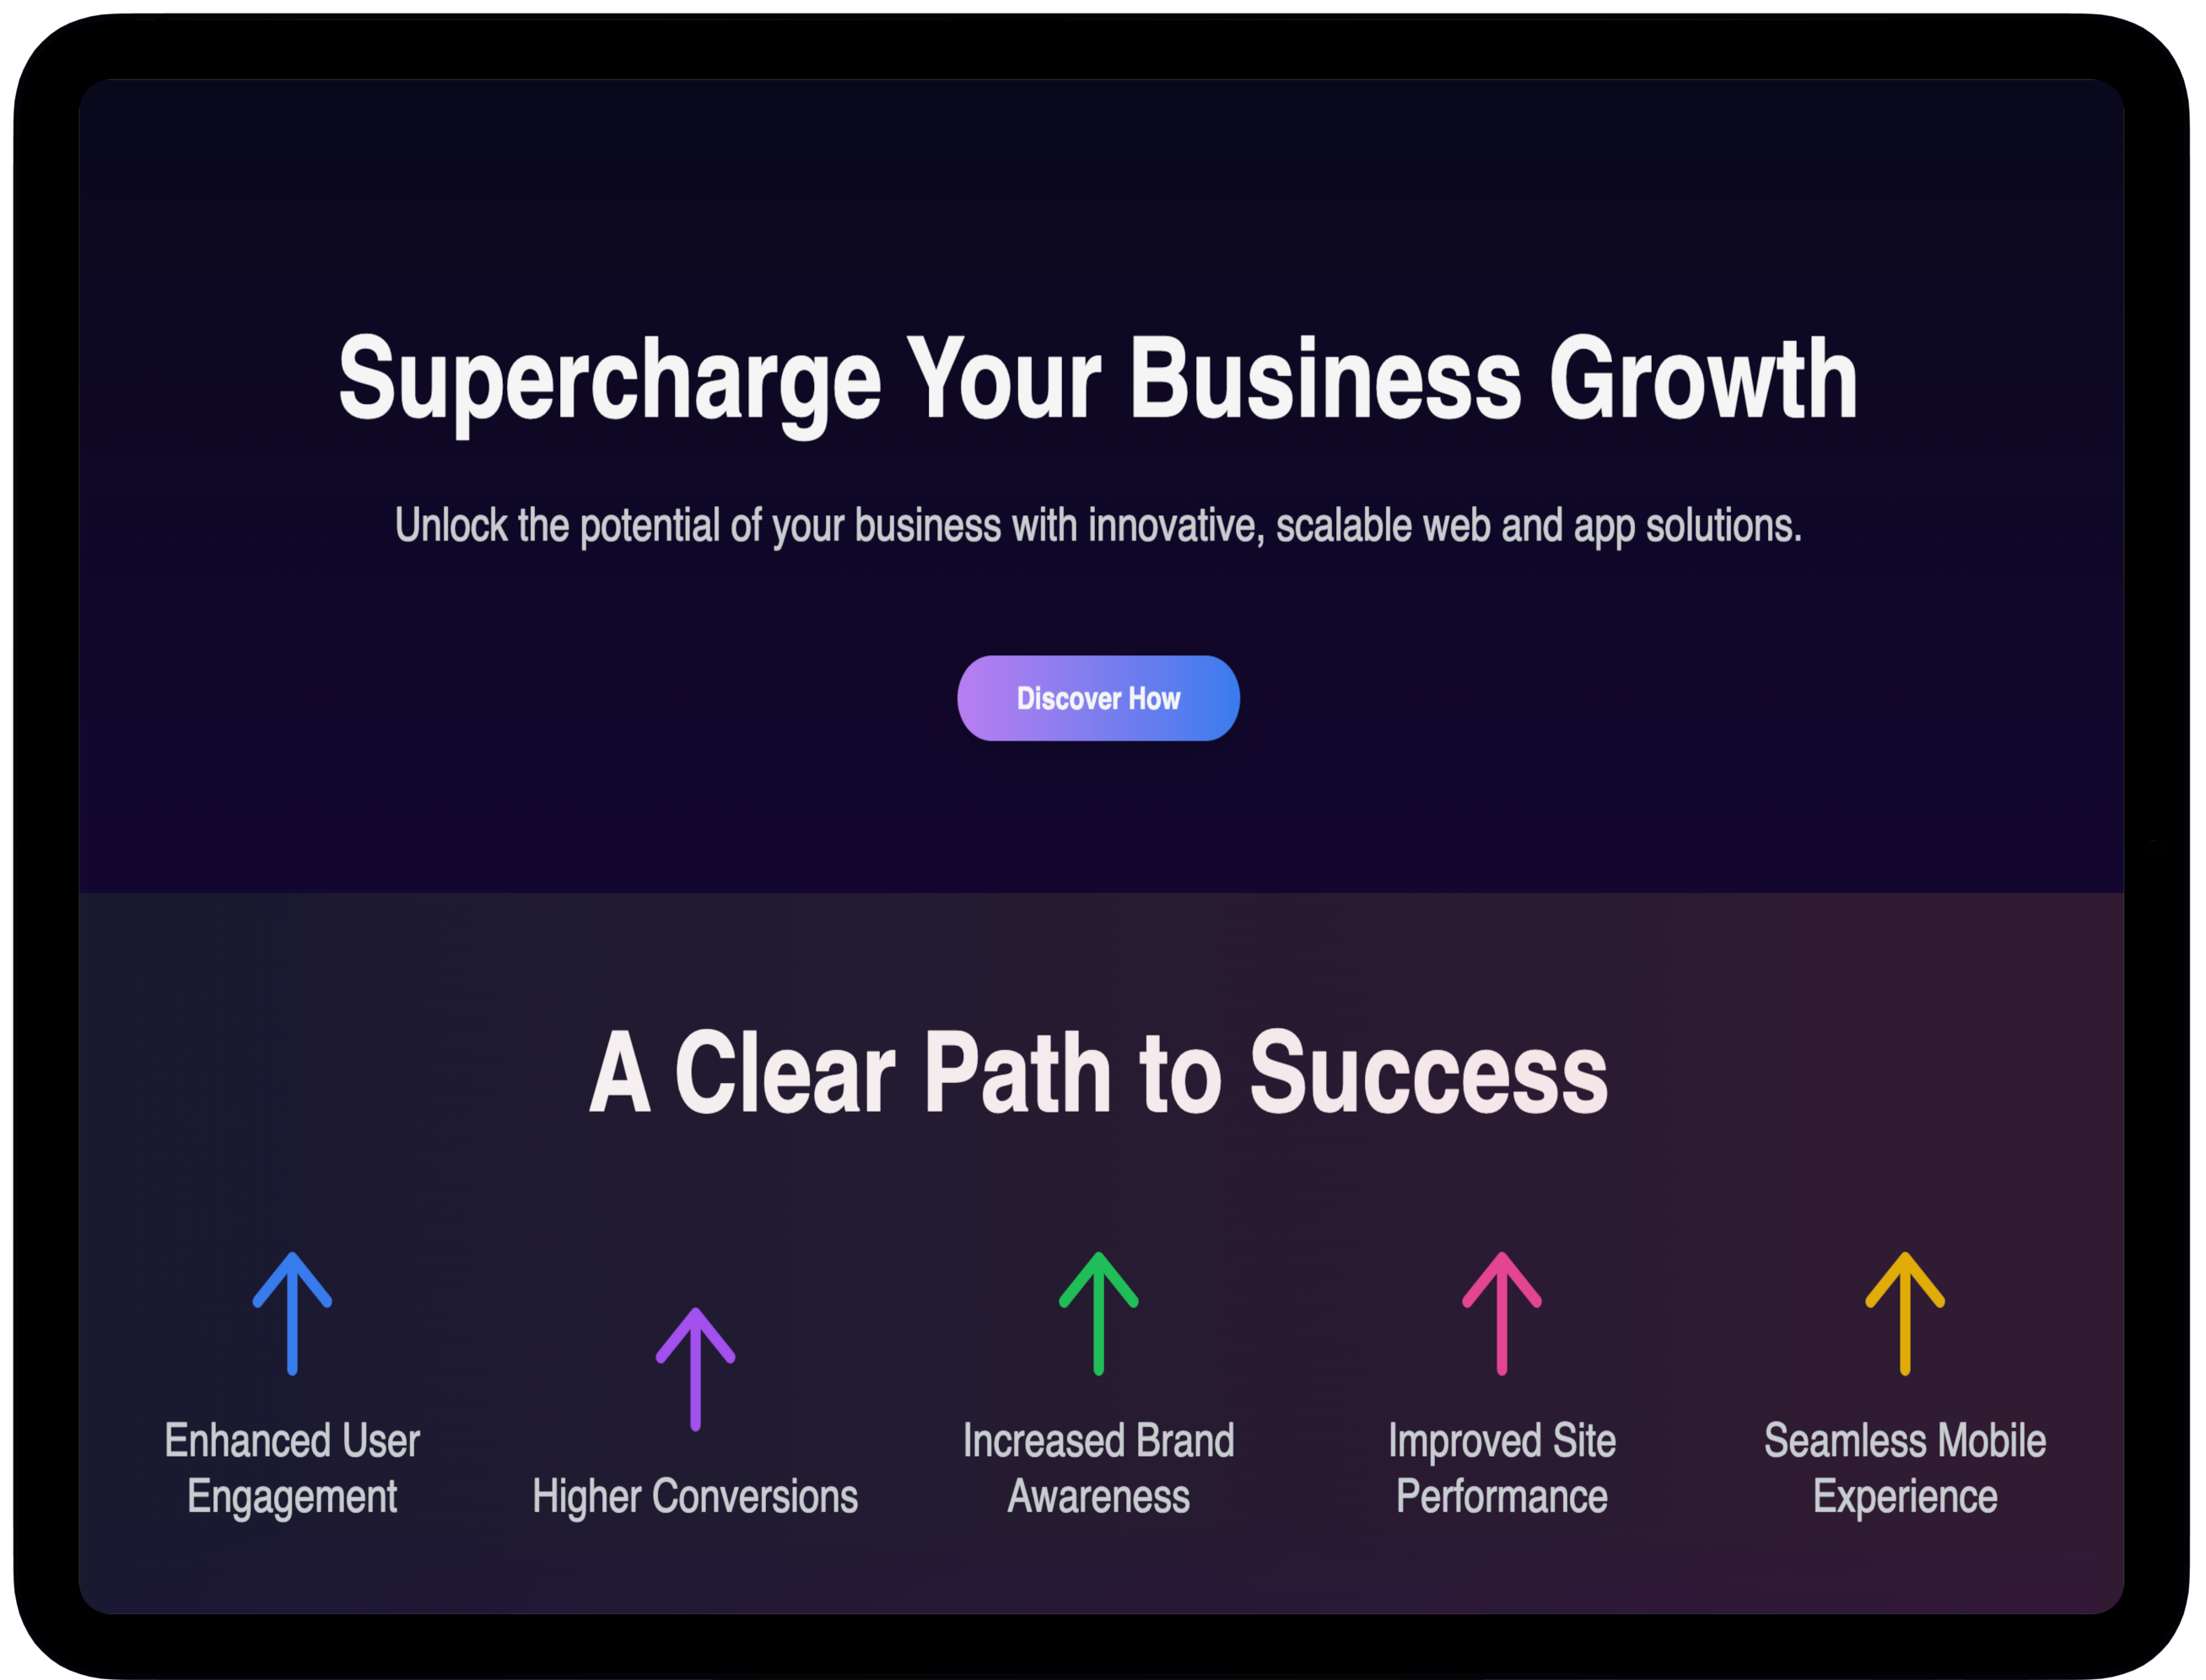 Supercharge Your Business Growth
Unlock the potential of your business with innovative, scalable web and app solutions.
Discover How
A Clear Path to Success
Enhanced User
Engagement
Higher Conversions
Increased Brand
Awareness
Improved Site
Performance
Seamless Mobile
Experience